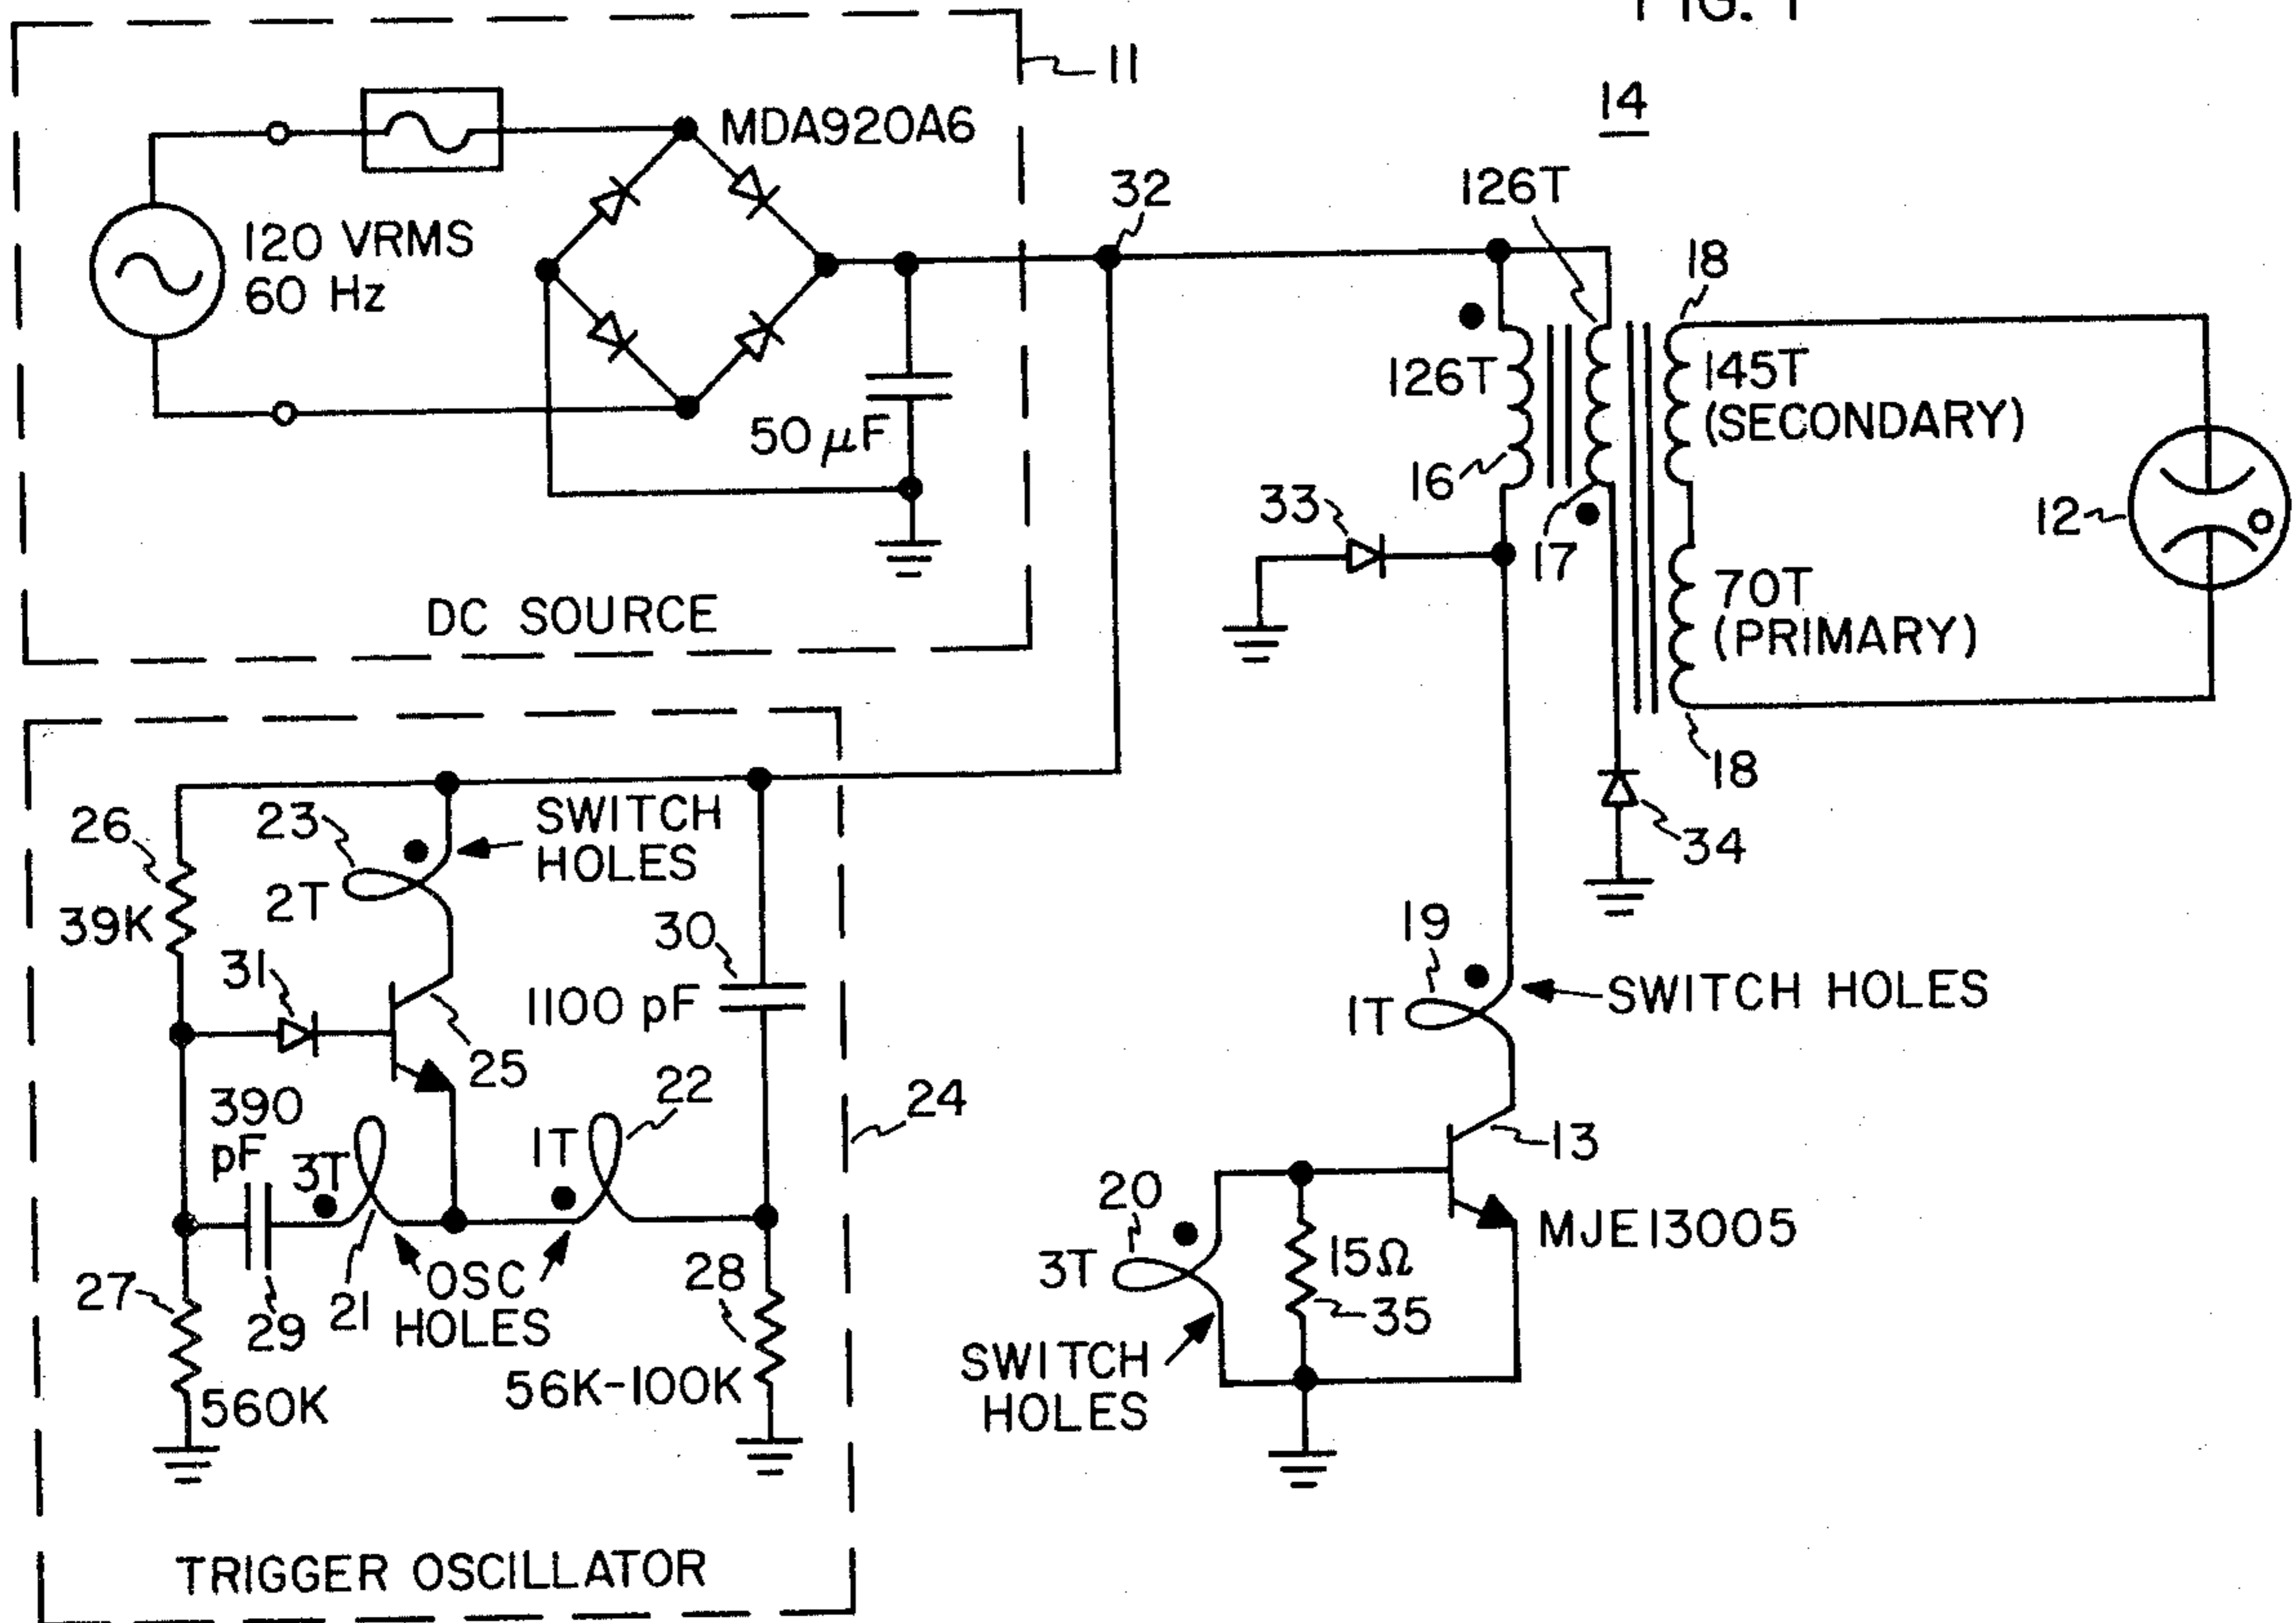 FIG. 1
11
14
MDA920A6
32
126T
18
120 VRMS
60 Hz
126T
145T
(SECONDARY)
50 µF
16
33
17
12
70T
(PRIMARY)
DC SOURCE
18
34
26
23
SWITCH
HOLES
2T
39K
30
19
31
1100 pF
1T
SWITCH HOLES
25
22
24
390
pF
3T
1T
13
20
MJE13005
3T
15Ω
35
27
29
21
OSC
HOLES
28
SWITCH
HOLES
56K-100K
560K
TRIGGER OSCILLATOR